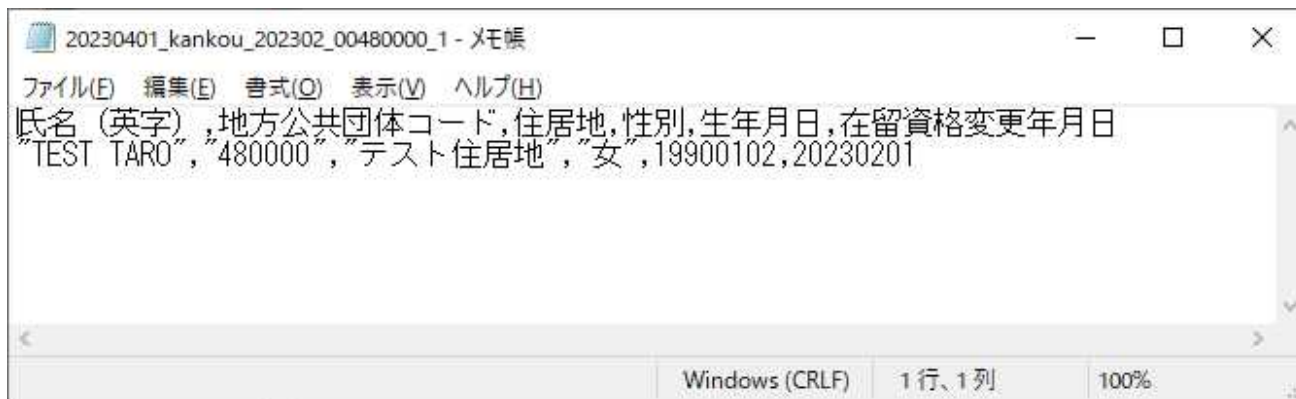 20230401_kankou_202302_00480000_1 - メモ帳
ファイル(F) 編集(E) 書式(O) 表示(V) ヘルプ(H)
氏名（英字）,地方公共団体コード,住居地,性別,生年月日,在留資格変更年月日
"TEST TARO","480000","テスト住居地","女",19900102,20230201
Windows (CRLF) 1 行、1 列 100%